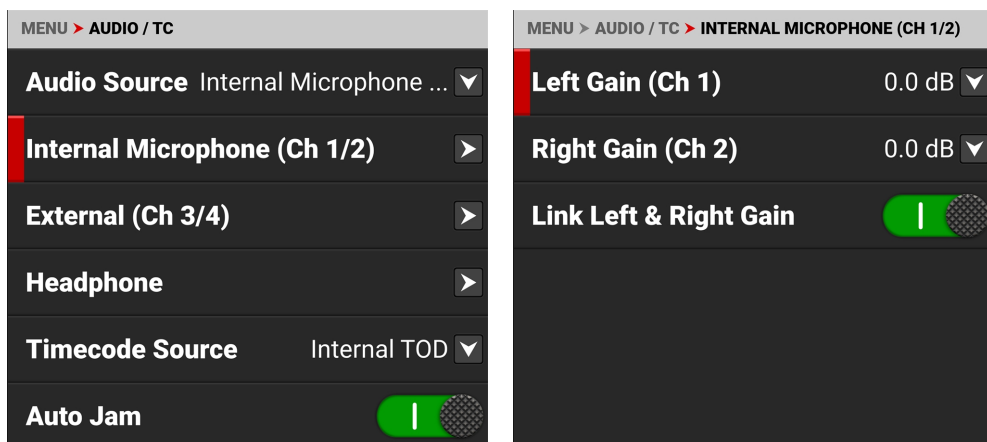 MENU ➤ AUDIO / TC
Audio Source Internal Microphone ...
Internal Microphone (Ch 1/2)
External (Ch 3/4)
Headphone
Timecode Source Internal TOD
Auto Jam
MENU ➤ AUDIO / TC ➤ INTERNAL MICROPHONE (CH 1/2)
Left Gain (Ch 1) 0.0 dB
Right Gain (Ch 2) 0.0 dB
Link Left & Right Gain